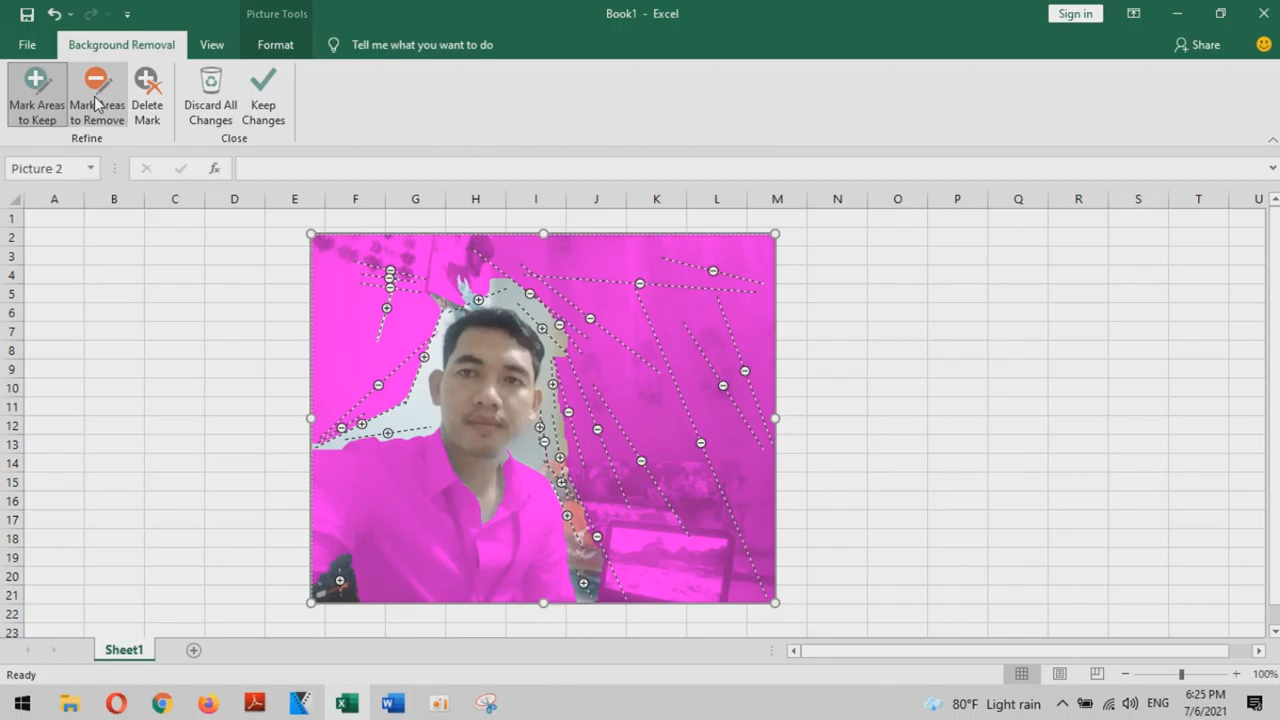 Picture Tools
Book1 - Excel
Sign in
File
Background Removal
View
Format
Tell me what you want to do
Share
Mark Areas to Keep
Mark Areas to Remove
Delete Mark
Discard All Changes
Keep Changes
Refine
Close
Picture 2
fx
A B C D E F G H I J K L M N O P Q R S T U
1
2
3
4
5
6
7
8
9
10
11
12
13
14
15
16
17
18
19
20
21
22
23
Sheet1
Ready
100%
80°F Light rain
ENG
6:25 PM
7/6/2021